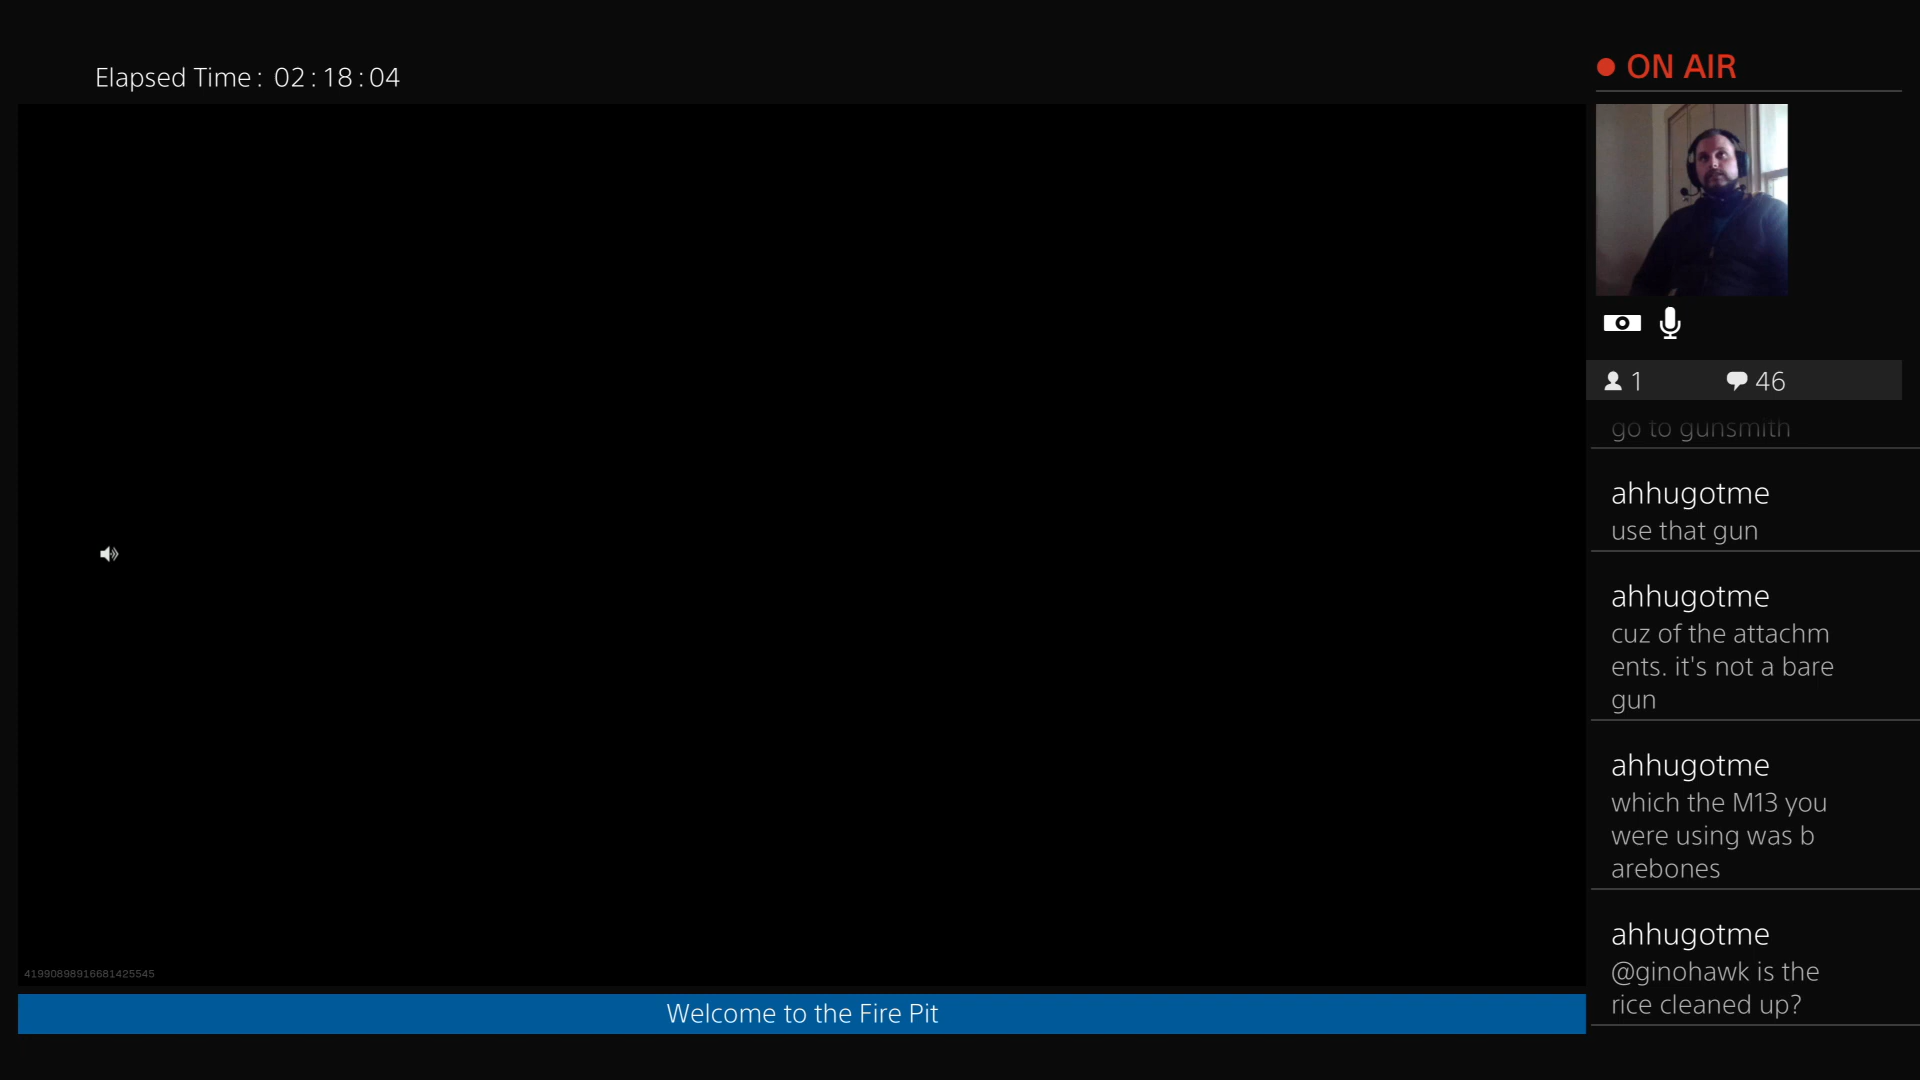 Elapsed Time : 02 : 18 : 04
ON AIR
1 46
go to gunsmith
ahhugotme
use that gun
ahhugotme
cuz of the attachm
ents. it's not a bare
gun
ahhugotme
which the M13 you
were using was b
arebones
ahhugotme
@ginohawk is the
rice cleaned up?
41990898916681425545
Welcome to the Fire Pit